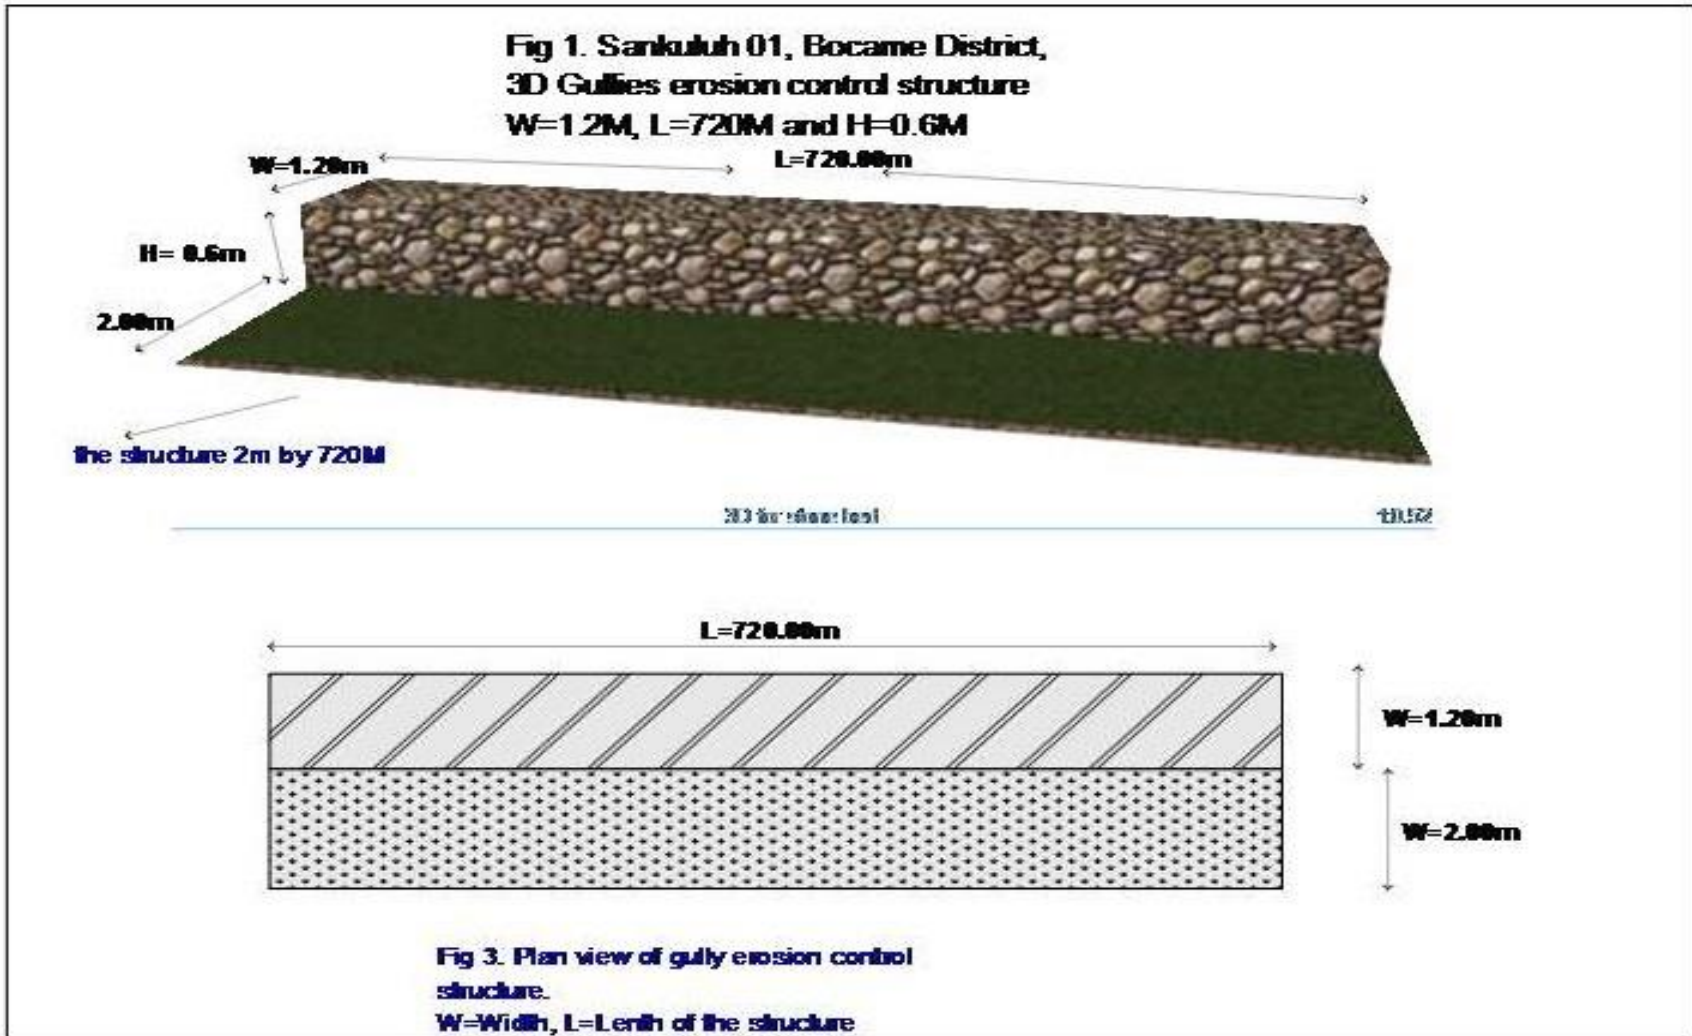 Fig 1. Sankuluh 01, Bocame District,
3D Gullies erosion control structure
W=1.2M, L=720M and H=0.6M
W=1.20m
L=720.00m
H= 0.6m
2.00m
the structure 2m by 720M
L=720.00m
W=1.20m
W=2.00m
Fig 3. Plan view of gully erosion control
structure.
W=Width, L=Lenth of the structure